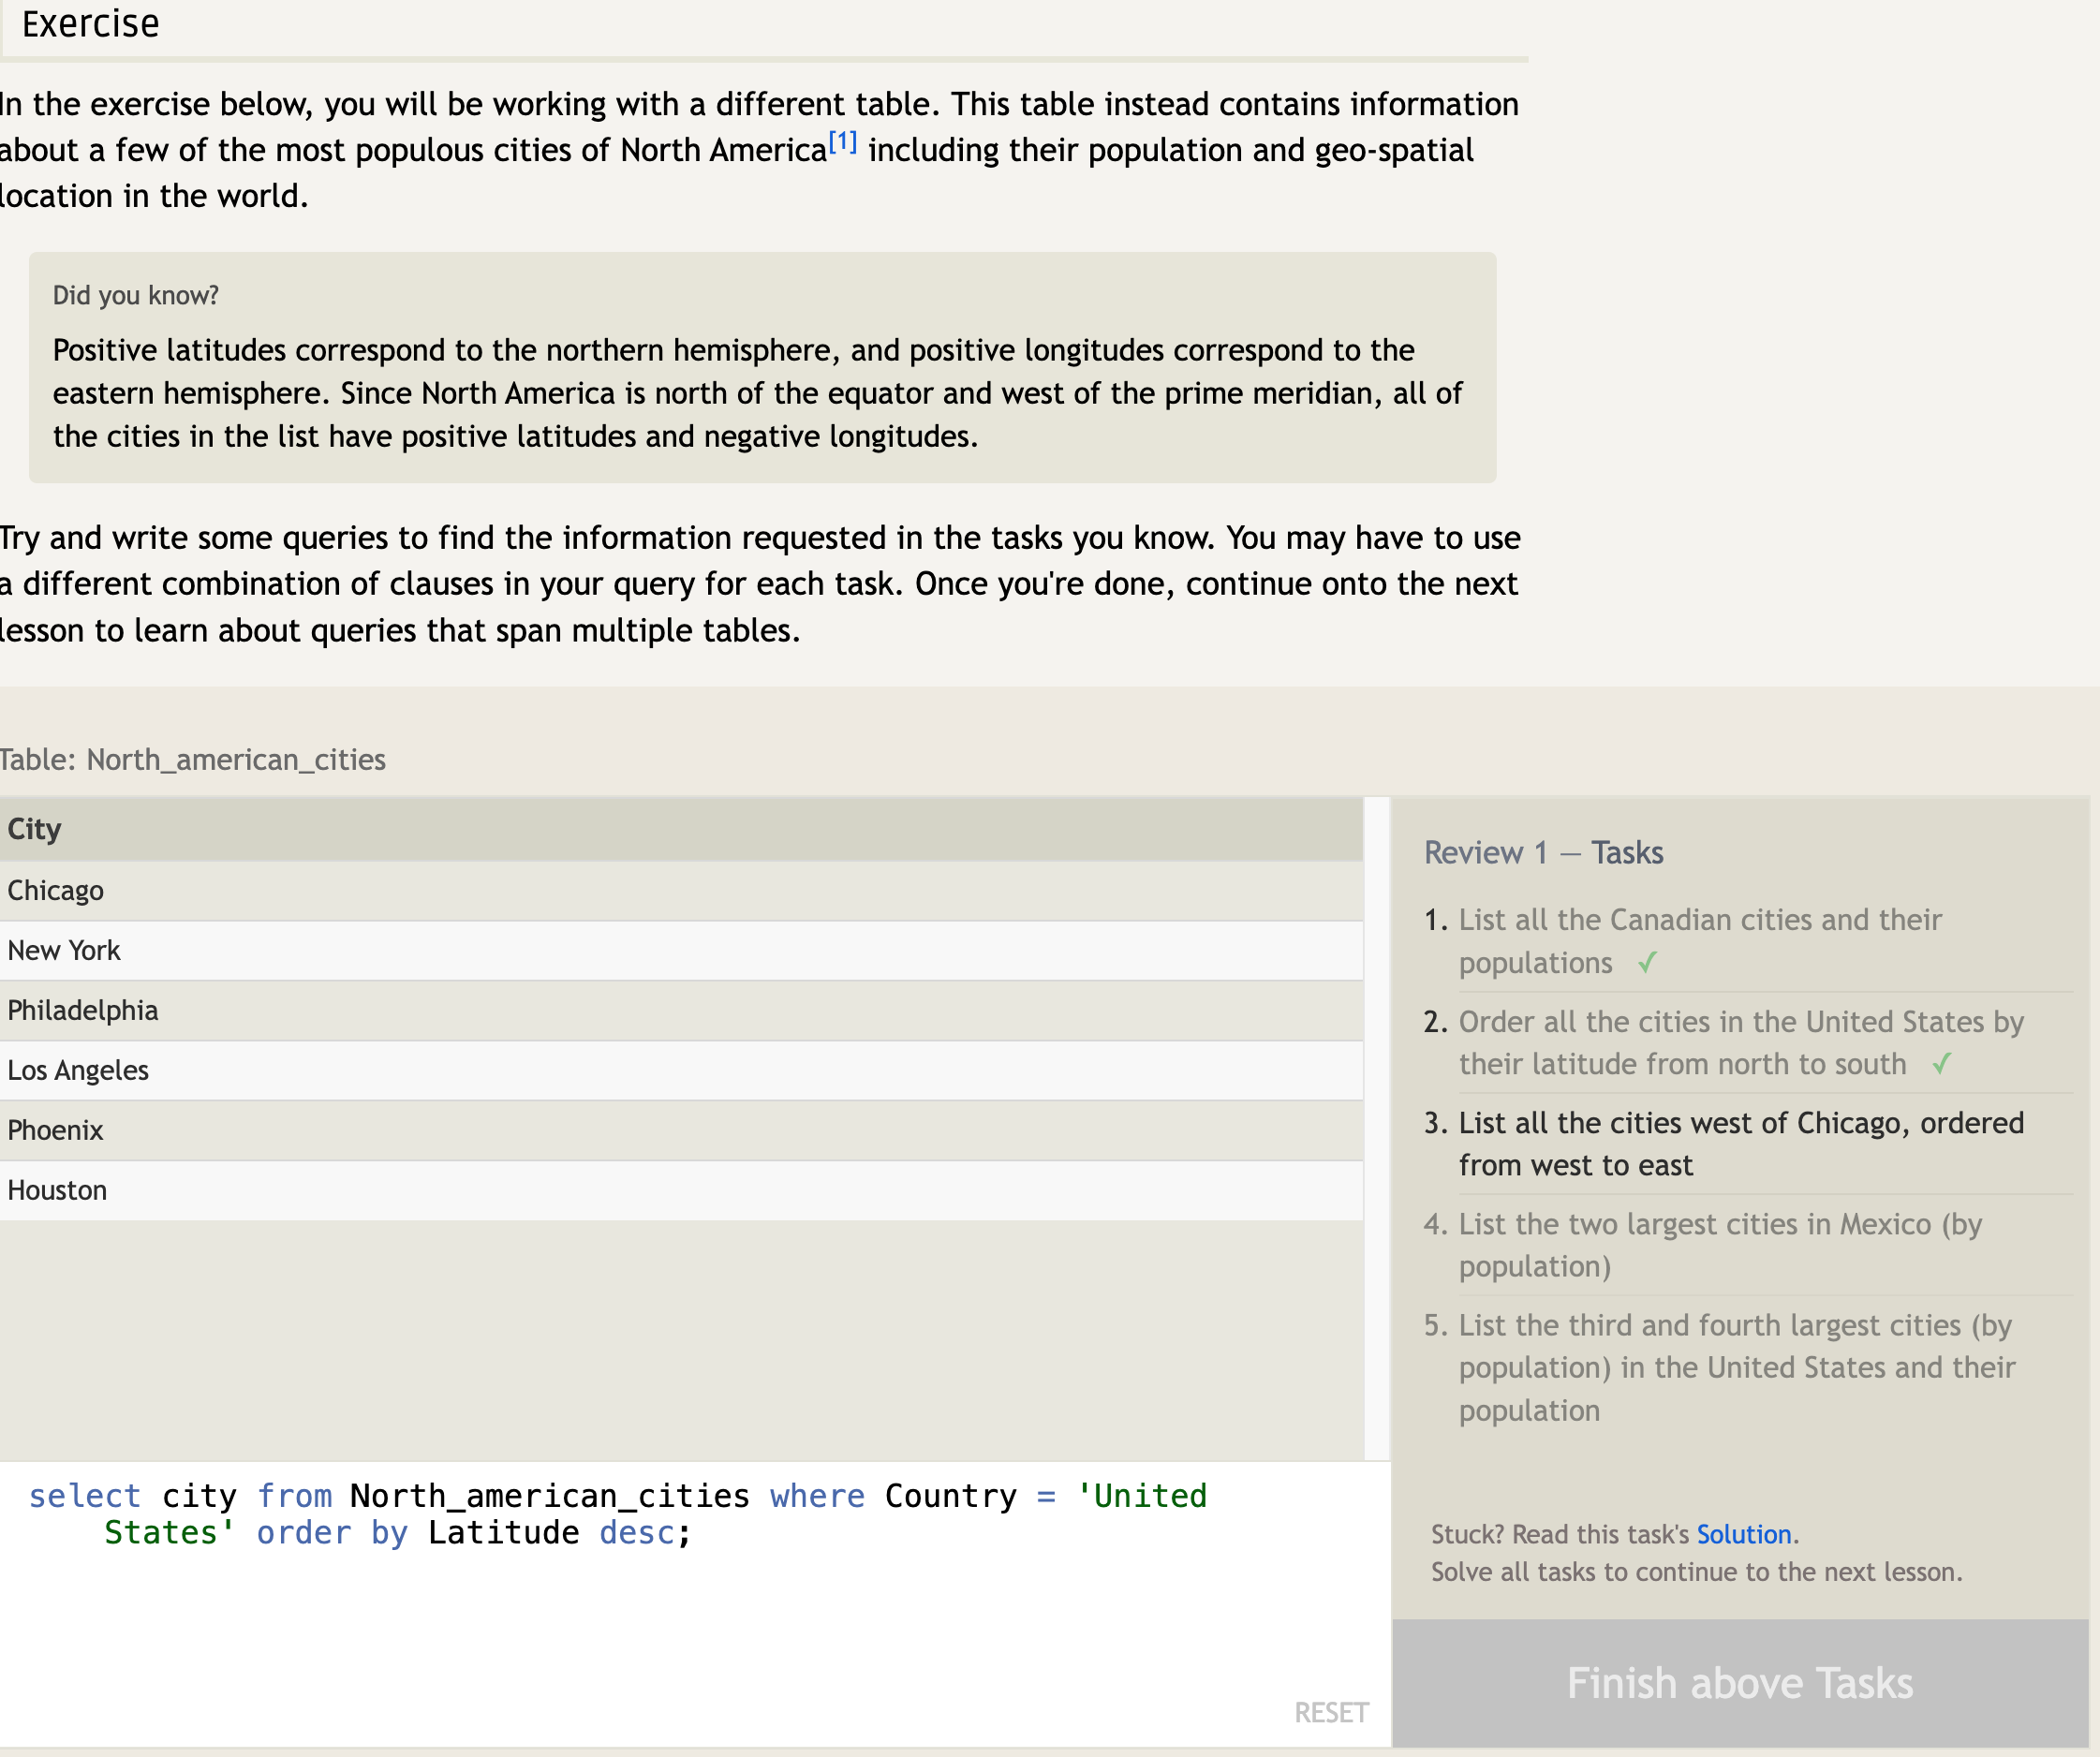 Exercise
In the exercise below, you will be working with a different table. This table instead contains information
about a few of the most populous cities of North America[1] including their population and geo-spatial
location in the world.
Did you know?
Positive latitudes correspond to the northern hemisphere, and positive longitudes correspond to the
eastern hemisphere. Since North America is north of the equator and west of the prime meridian, all of
the cities in the list have positive latitudes and negative longitudes.
Try and write some queries to find the information requested in the tasks you know. You may have to use
a different combination of clauses in your query for each task. Once you're done, continue onto the next
lesson to learn about queries that span multiple tables.
Table: North_american_cities
City
Chicago
New York
Philadelphia
Los Angeles
Phoenix
Houston
select city from North_american_cities where Country = 'United
States' order by Latitude desc;
RESET
Review 1 — Tasks
1. List all the Canadian cities and their
populations ✓
2. Order all the cities in the United States by
their latitude from north to south ✓
3. List all the cities west of Chicago, ordered
from west to east
4. List the two largest cities in Mexico (by
population)
5. List the third and fourth largest cities (by
population) in the United States and their
population
Stuck? Read this task's Solution.
Solve all tasks to continue to the next lesson.
Finish above Tasks